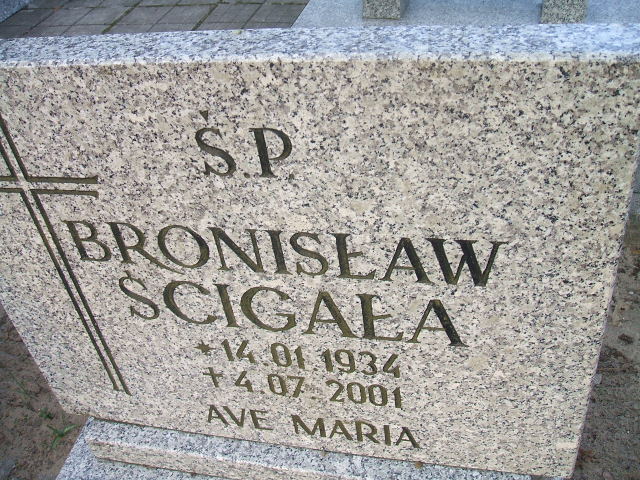 Ś.P.
BRONISŁAW
ŚCIGAŁA
* 14.01 1934
+ 4.07.2001
AVE MARIA